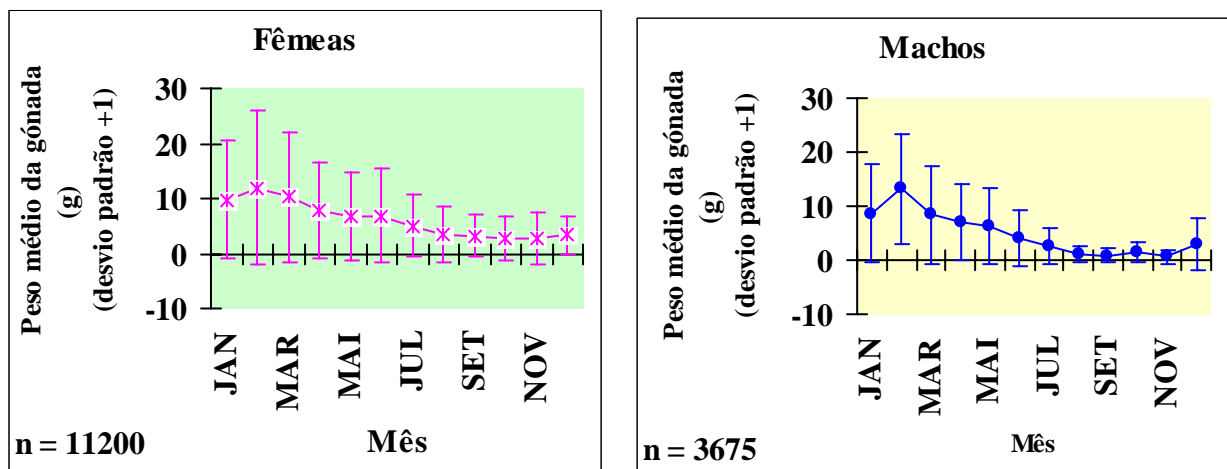 Fêmeas
Peso médio da gónada
(g)
(desvio padrão +1)
30
20
10
0
-10
JAN
MAR
MAI
JUL
SET
NOV
n = 11200
Mês
Machos
Peso médio da gónada
(g)
(desvio padrão +1)
30
20
10
0
-10
JAN
MAR
MAI
JUL
SET
NOV
n = 3675
Mês